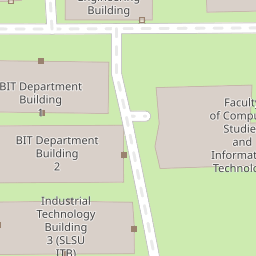 Engineering
Building
BIT Department
Building
1
BIT Department
Building
2
Faculty
of Compu
Studie
and
Informat
Technolo
Industrial
Technology
Building
3 (SLSU
ITB)